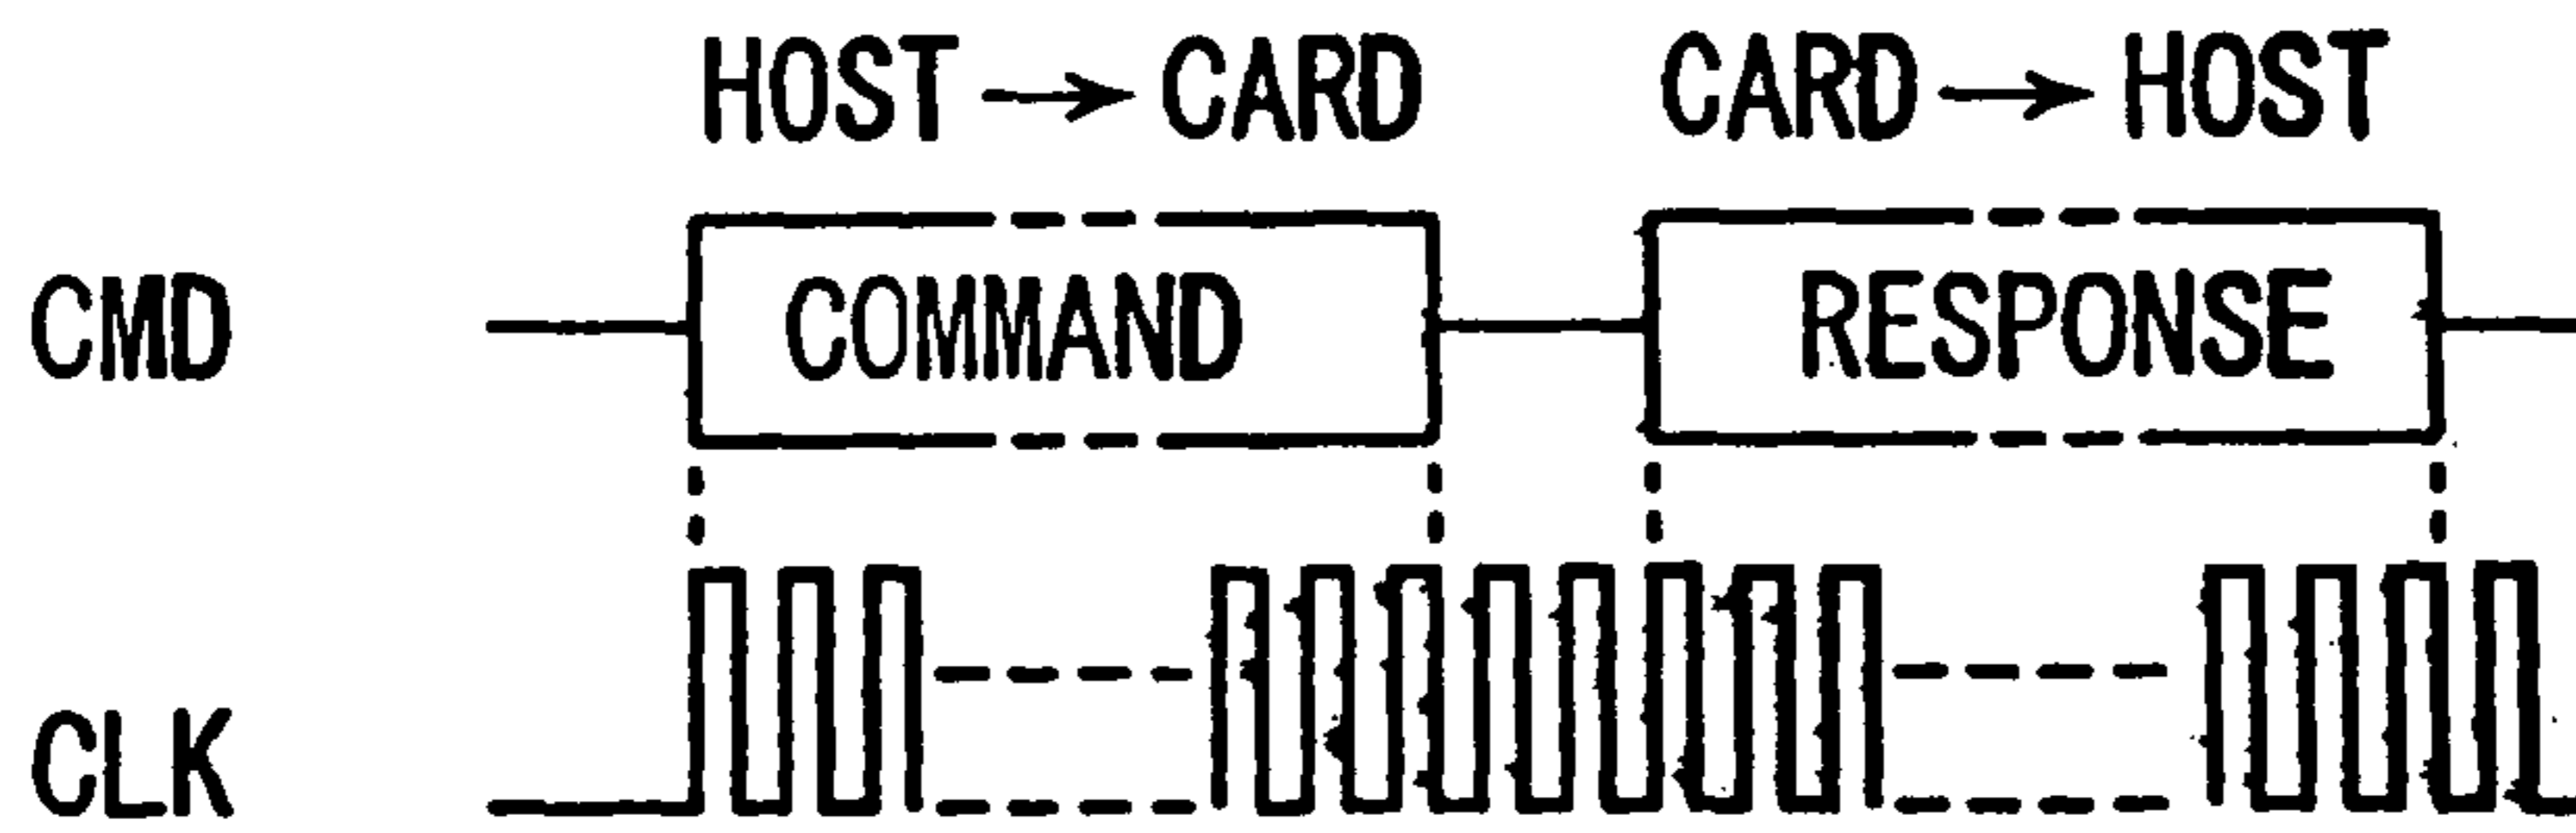 HOST → CARD CARD → HOST
CMD COMMAND RESPONSE
CLK